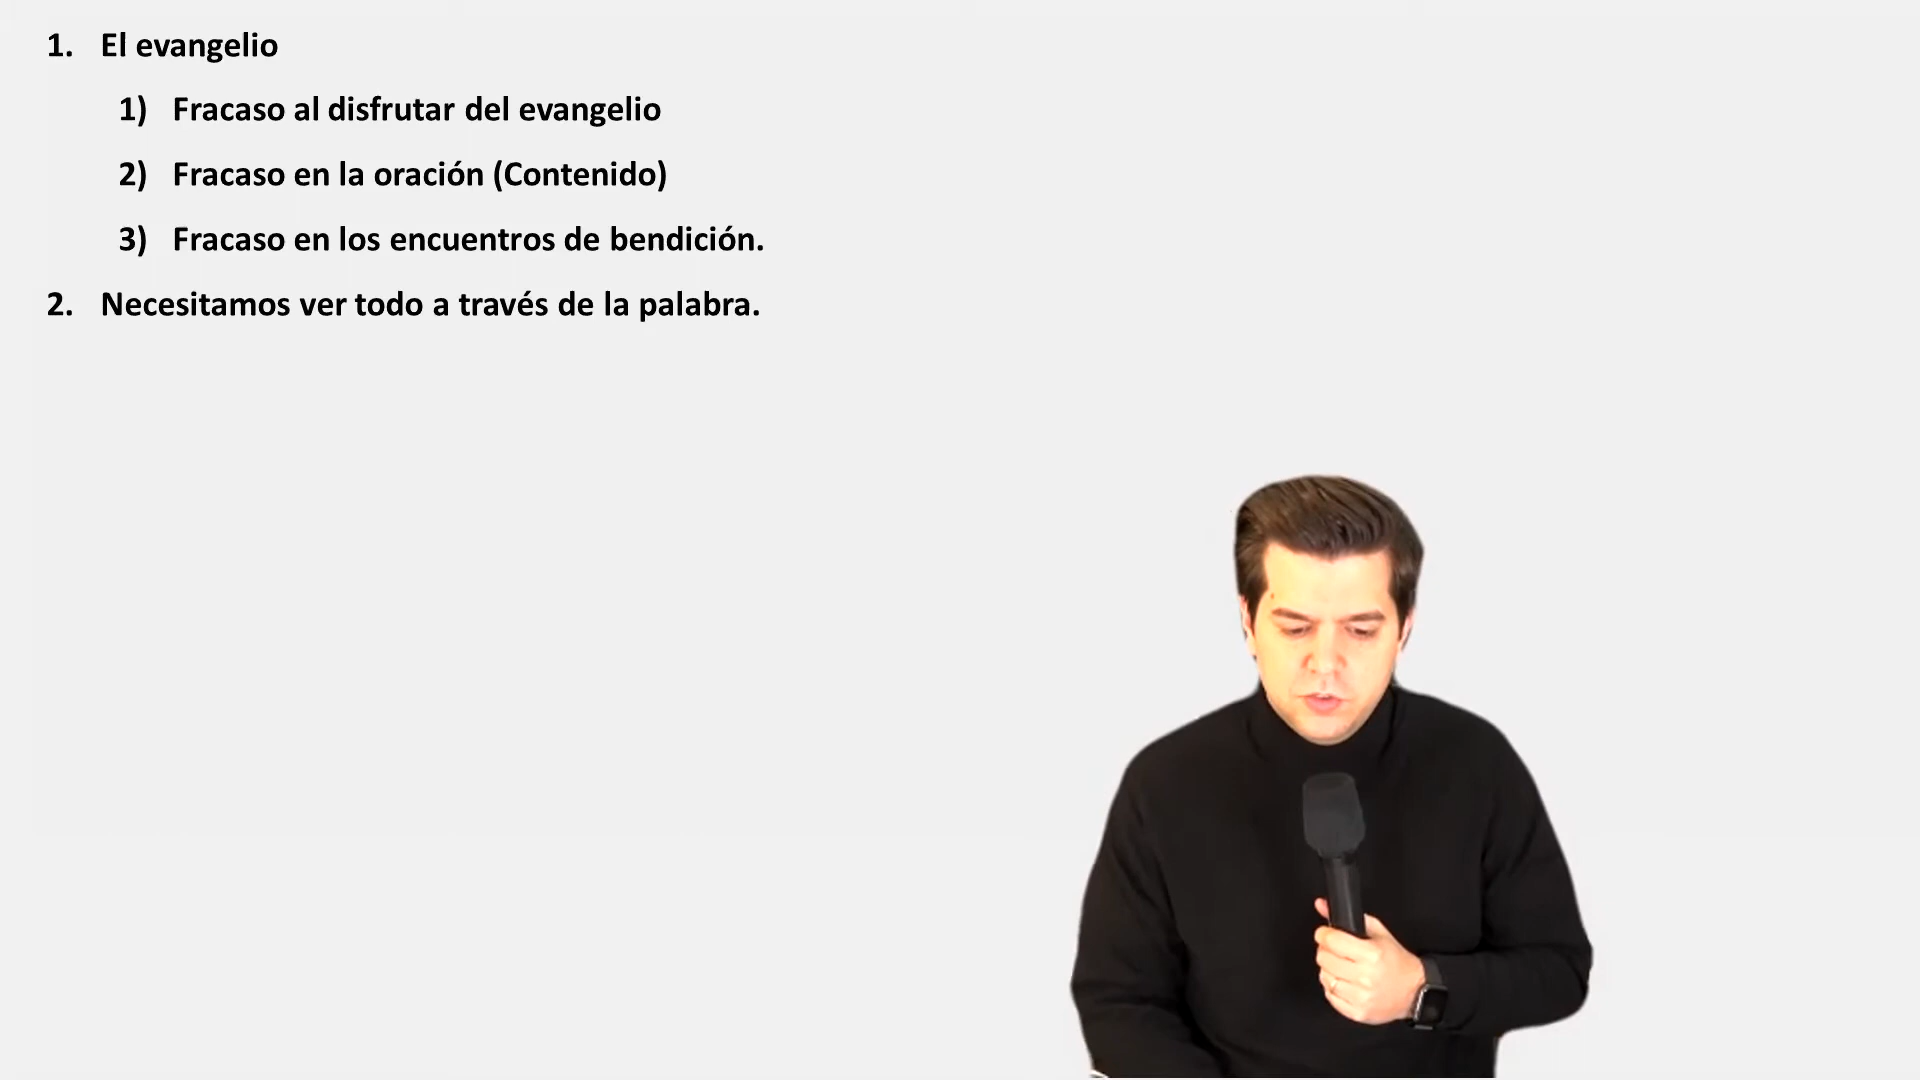 1. El evangelio
1) Fracaso al disfrutar del evangelio
2) Fracaso en la oración (Contenido)
3) Fracaso en los encuentros de bendición.
2. Necesitamos ver todo a través de la palabra.